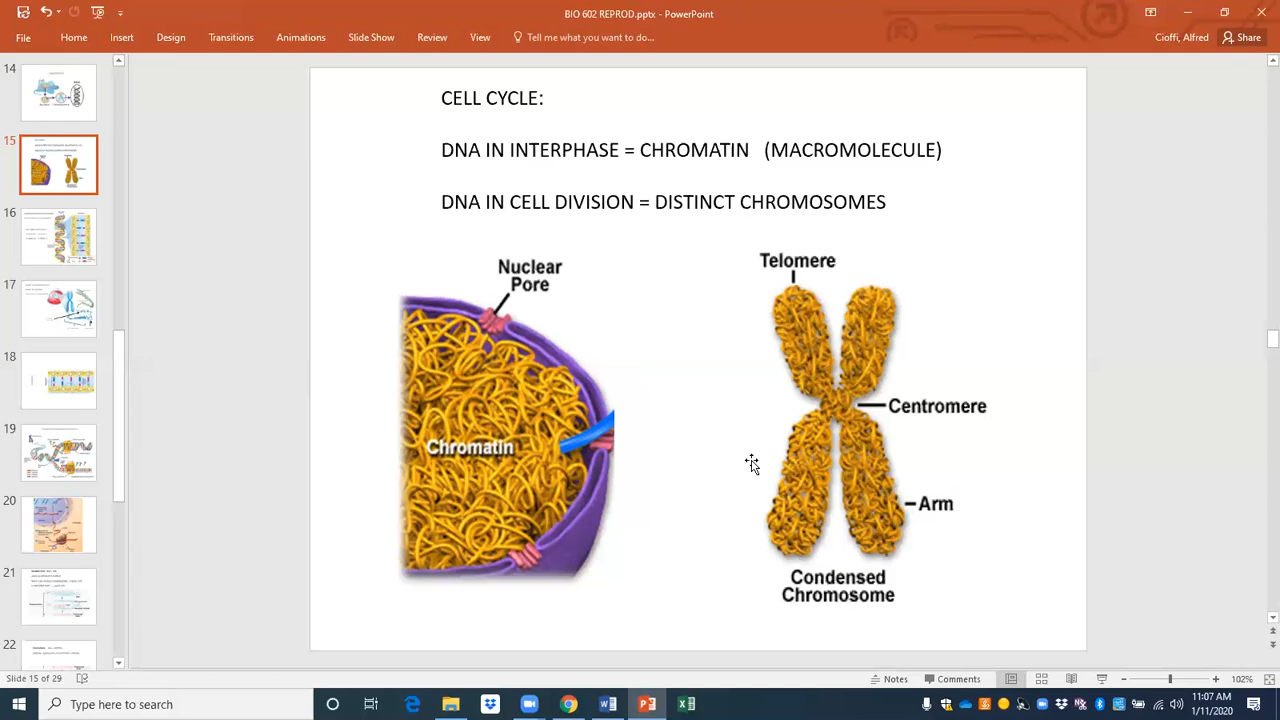 BIO 602 REPROD.pptx - PowerPoint
File Home Insert Design Transitions Animations Slide Show Review View Tell me what you want to do... Cioffi, Alfred Share
14
15
16
17
18
19
20
21
22
CELL CYCLE:
DNA IN INTERPHASE = CHROMATIN (MACROMOLECULE)
DNA IN CELL DIVISION = DISTINCT CHROMOSOMES
Nuclear
Pore
Chromatin
Telomere
Centromere
Arm
Condensed
Chromosome
Slide 15 of 29 Notes Comments 102%
Type here to search
11:07 AM
1/11/2020